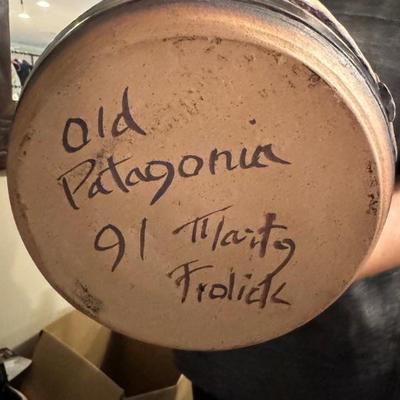 Old
Patagonia
91 Marty
Frolick